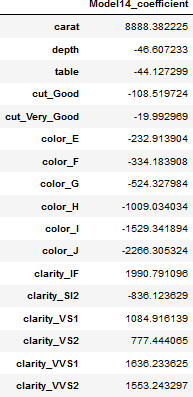 Model14_coefficient
carat 8888.382225
depth -46.607233
table -44.127299
cut_Good -108.519724
cut_Very_Good -19.992969
color_E -232.913904
color_F -334.183908
color_G -524.327984
color_H -1009.034034
color_I -1529.341894
color_J -2266.305324
clarity_IF 1990.791096
clarity_SI2 -836.123629
clarity_VS1 1084.916139
clarity_VS2 777.444065
clarity_VVS1 1636.233625
clarity_VVS2 1553.243297